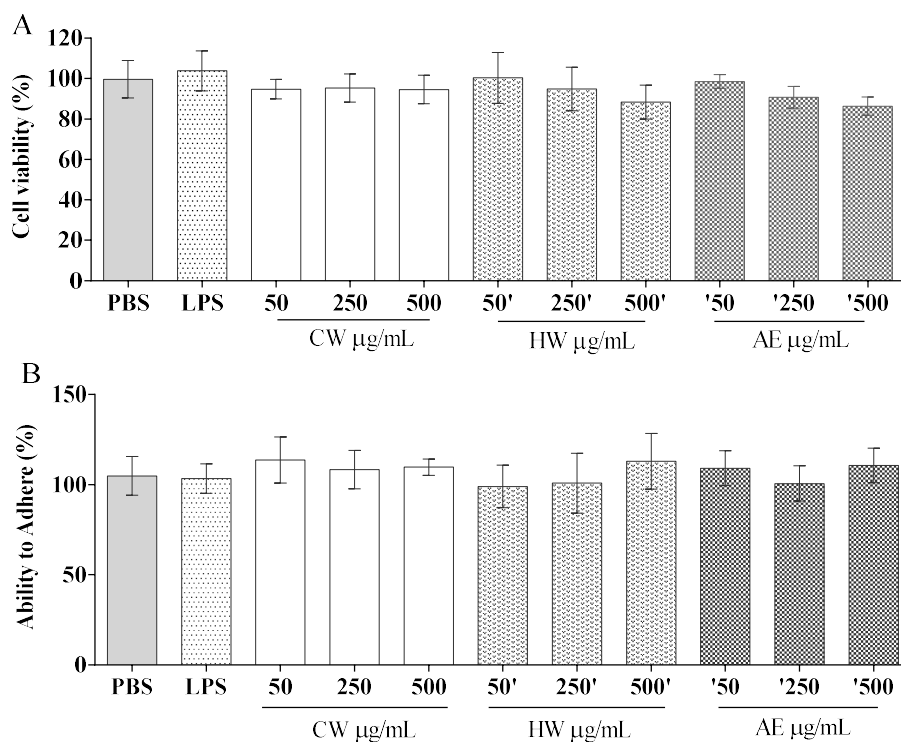 A
Cell viability (%)
120
100
80
60
40
20
0
PBS LPS 50 250 500 50' 250' 500' '50 '250 '500
CW μg/mL HW μg/mL AE μg/mL
B
Ability to Adhere (%)
150
100
50
0
PBS LPS 50 250 500 50' 250' 500' '50 '250 '500
CW μg/mL HW μg/mL AE μg/mL